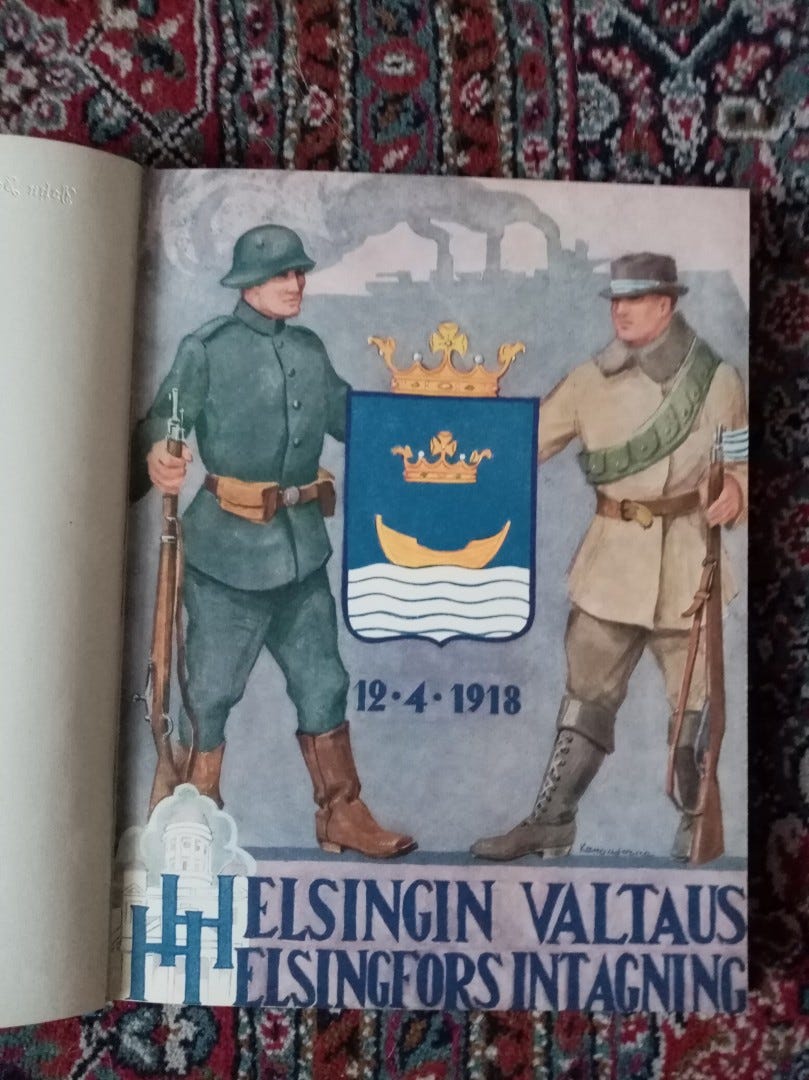 12·4·1918
HELSINGIN VALTAUS
HELSINGFORS INTAGNING